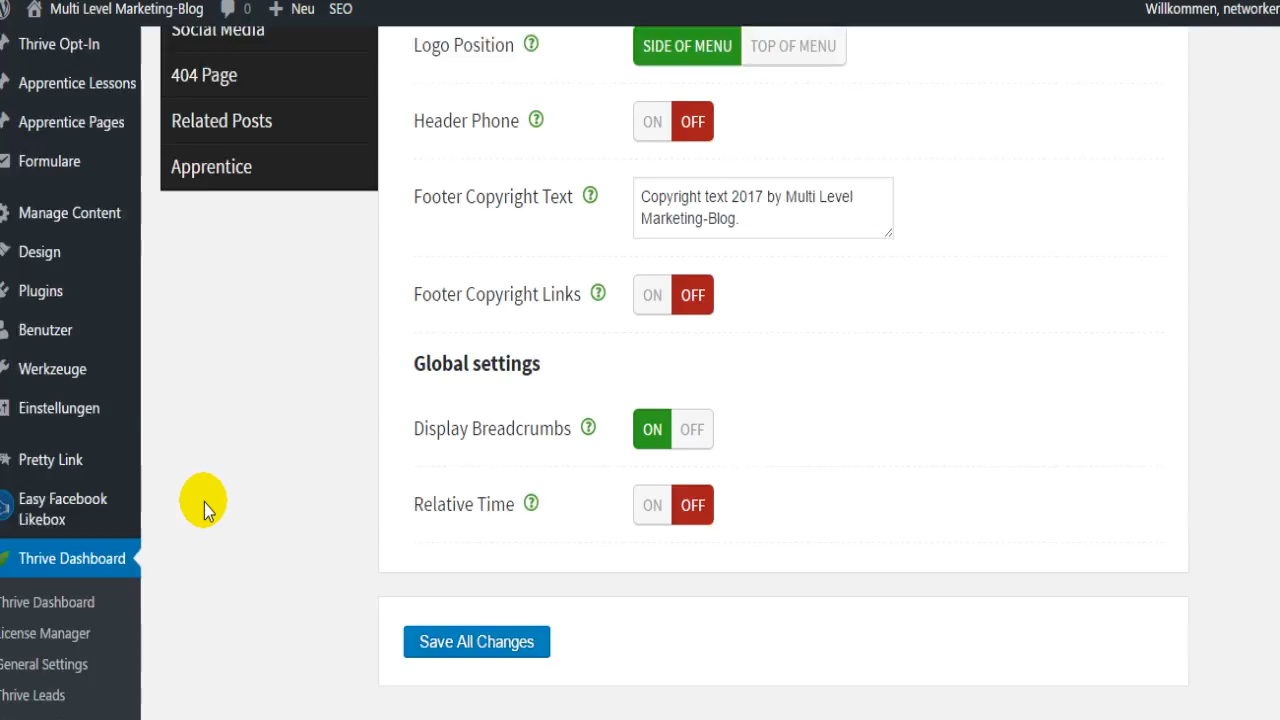 Multi Level Marketing-Blog 0 Neu SEO Willkommen, networker
Thrive Opt-In
Apprentice Lessons
Apprentice Pages
Formulare
Manage Content
Design
Plugins
Benutzer
Werkzeuge
Einstellungen
Pretty Link
Easy Facebook
Likebox
Thrive Dashboard
Thrive Dashboard
License Manager
General Settings
Thrive Leads
Social Media
404 Page
Related Posts
Apprentice
Logo Position SIDE OF MENU TOP OF MENU
Header Phone ON OFF
Footer Copyright Text
Copyright text 2017 by Multi Level
Marketing-Blog.
Footer Copyright Links ON OFF
Global settings
Display Breadcrumbs ON OFF
Relative Time ON OFF
Save All Changes